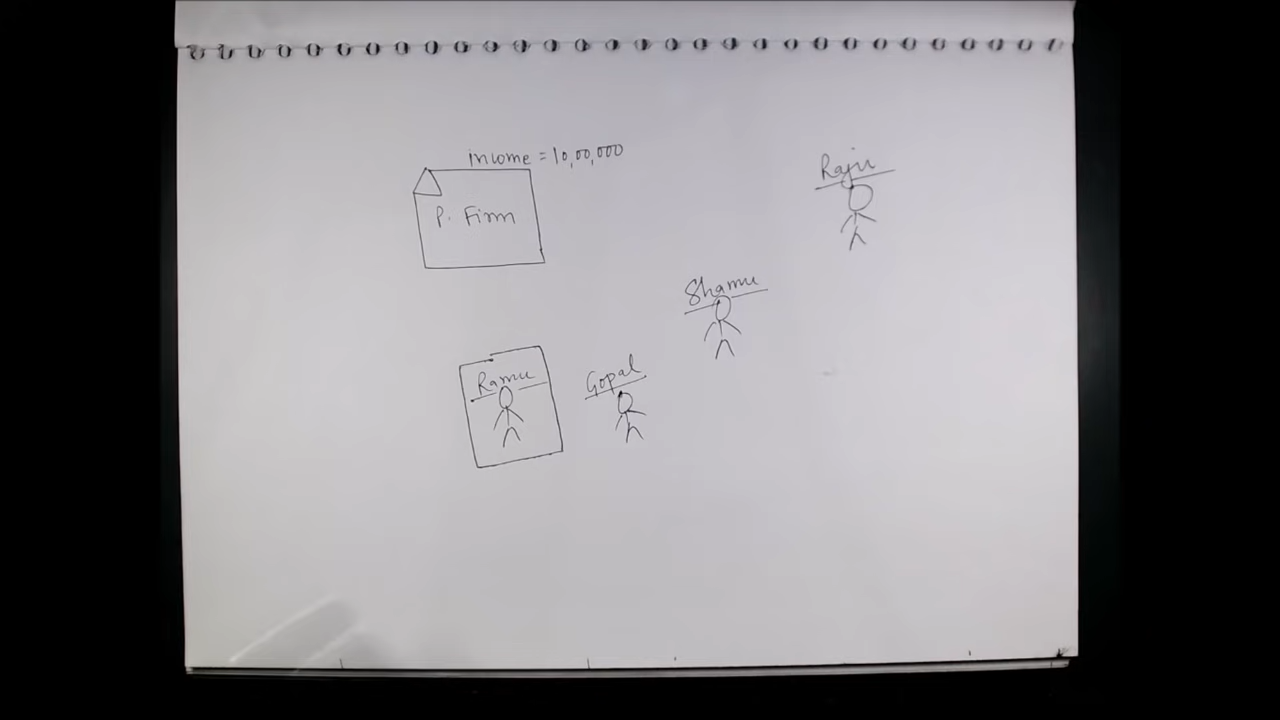 income = 10,00,000
Raju
P. Firm
Shamu
Gopal
Ramu